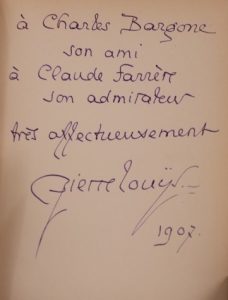 à Charles Bargone
son ami
à Claude Farrère
son admirateur
très affectueusement
Pierre Louÿs
1907.